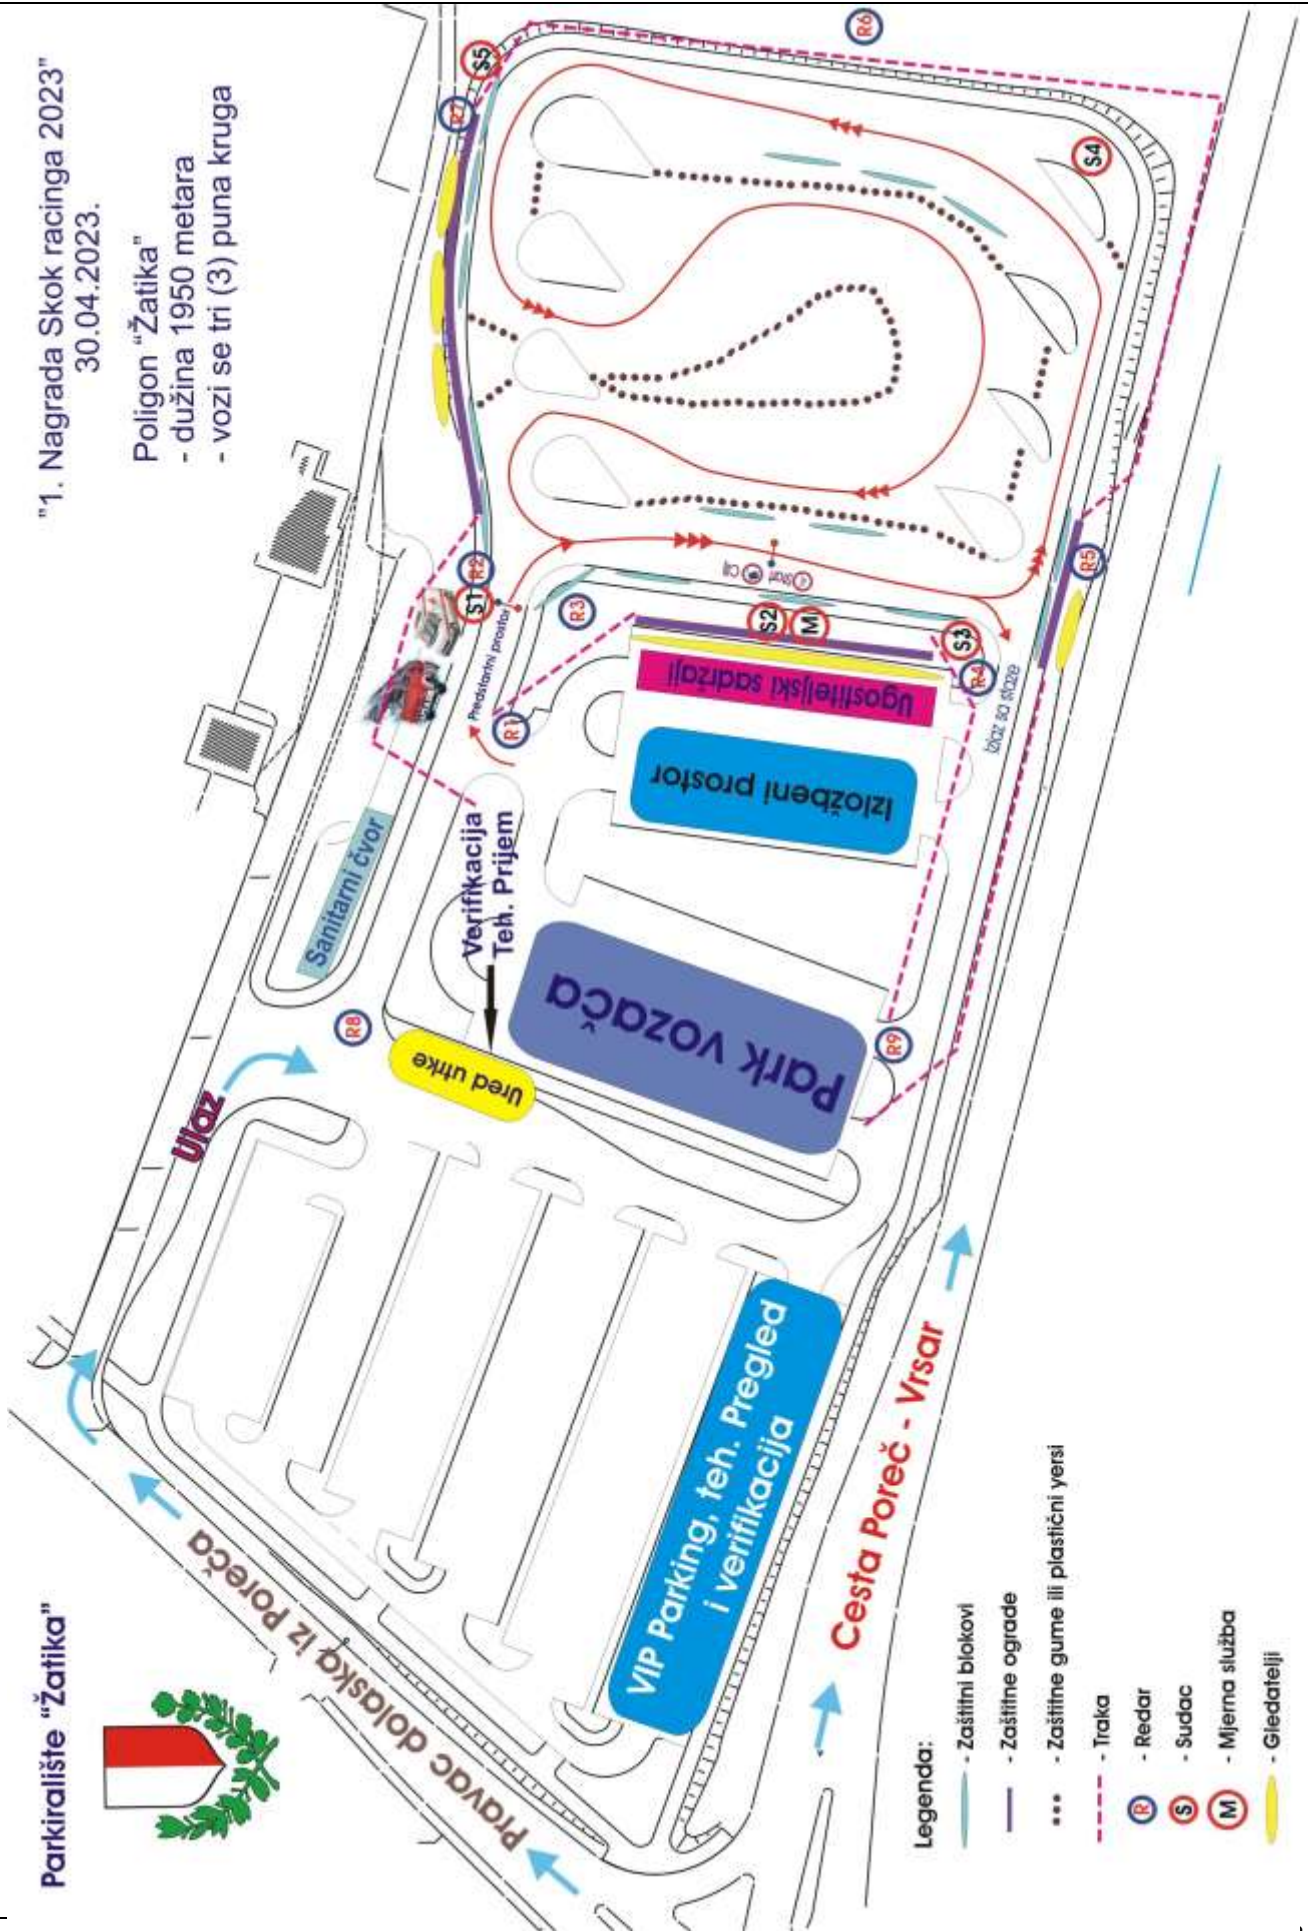 Parkiralište “Žatika”
"1. Nagrada Skok racinga 2023"
30.04.2023.
Poligon “Žatika”
- dužina 1950 metara
- vozi se tri (3) puna kruga
Pravac dolaska iz Poreča
Ulaz
R8
Sanitarni čvor
Ured utrke
Verifikacija
Teh. Prijem
Park vozača
R9
VIP Parking, teh. Pregled
i verifikacija
Cesta Poreč - Vrsar
Izložbeni prostor
Ugostiteljski sadržaji
Predstartni prostor
R1
S1
R2
R3
S2
M
S3
R4
Izlaz sa staze
Start
Cilj
R5
R7
S5
R6
S4
Legenda:
- Zaštitni blokovi
- Zaštitne ograde
- Zaštitne gume ili plastični yersi
- Traka
R - Redar
S - Sudac
M - Mjerna služba
- Gledatelji